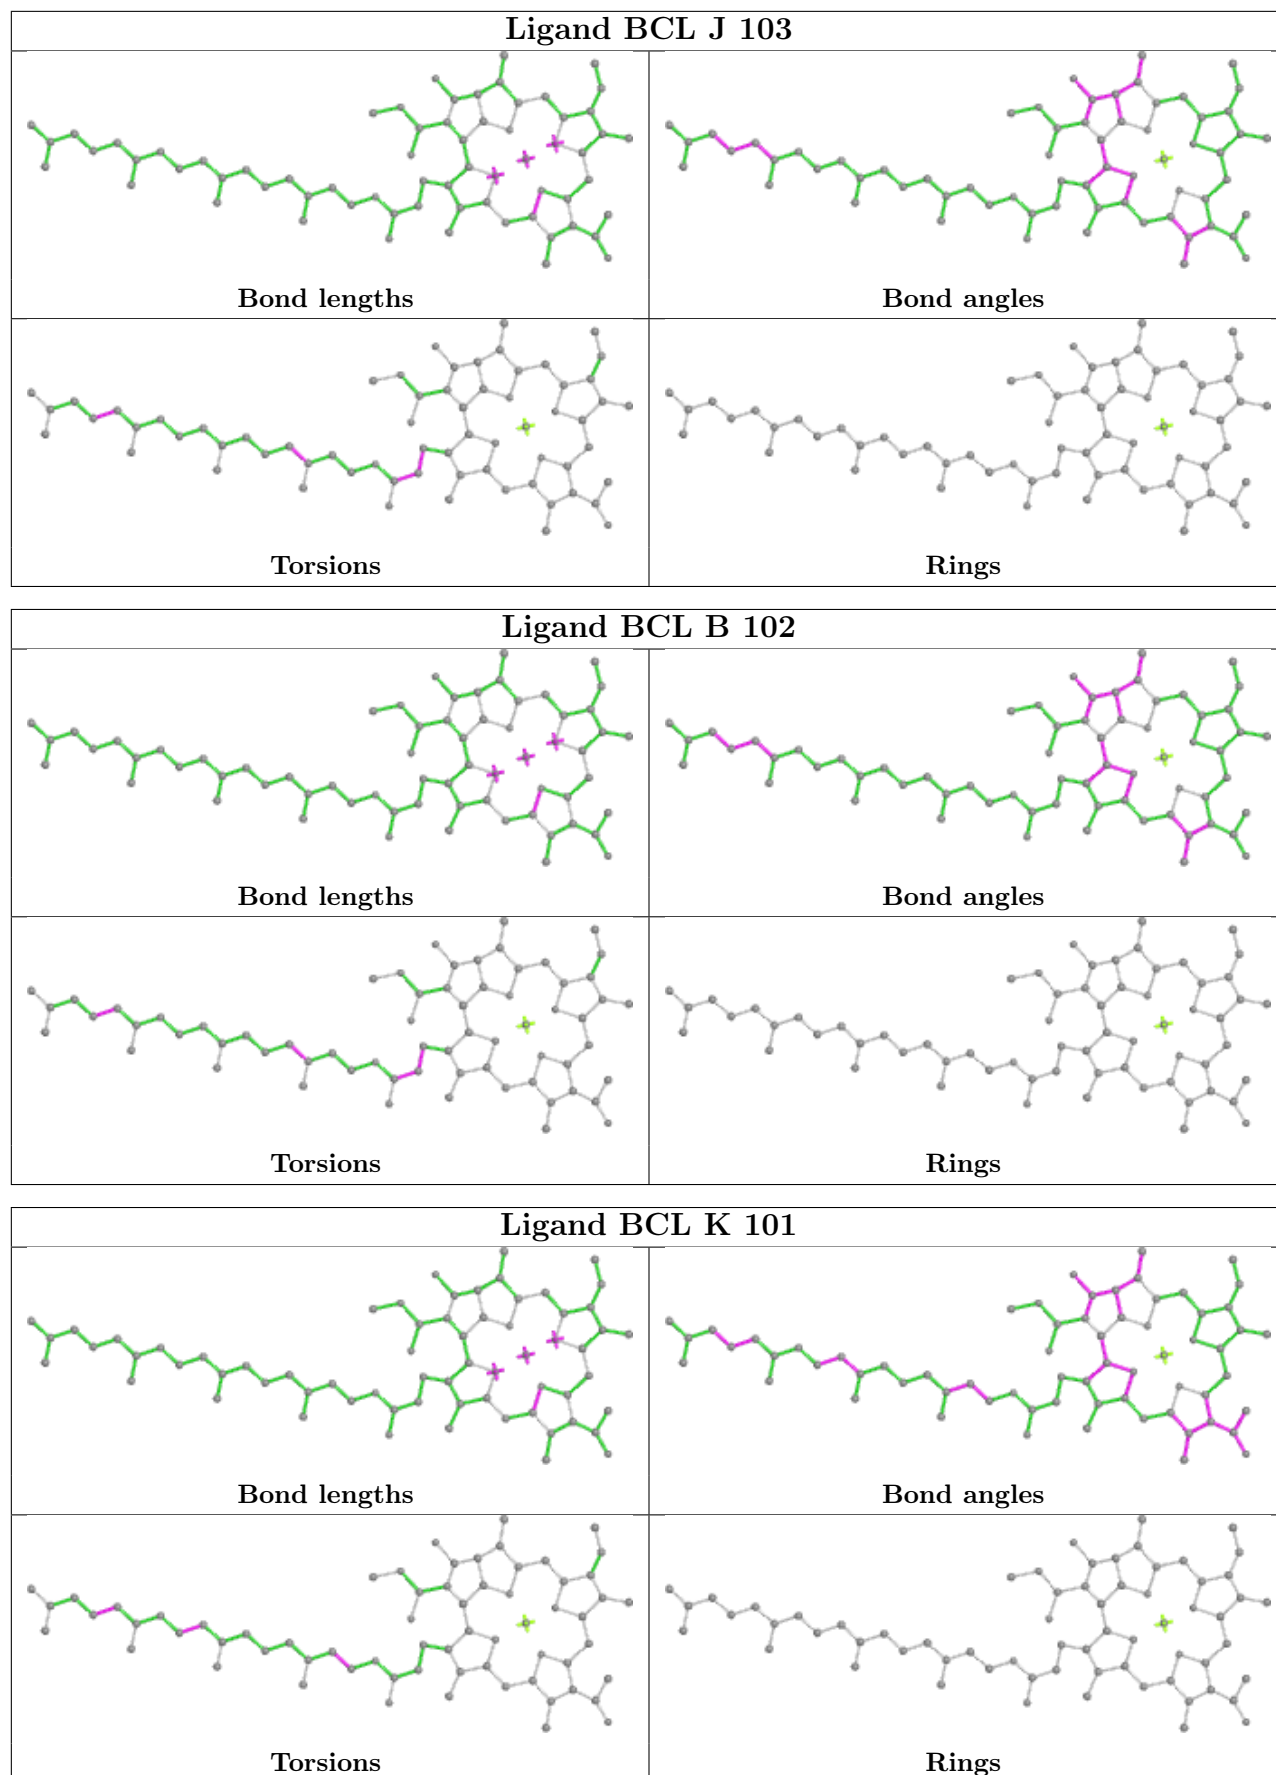 Ligand BCL J 103
Bond lengths
Bond angles
Torsions
Rings
Ligand BCL B 102
Bond lengths
Bond angles
Torsions
Rings
Ligand BCL K 101
Bond lengths
Bond angles
Torsions
Rings